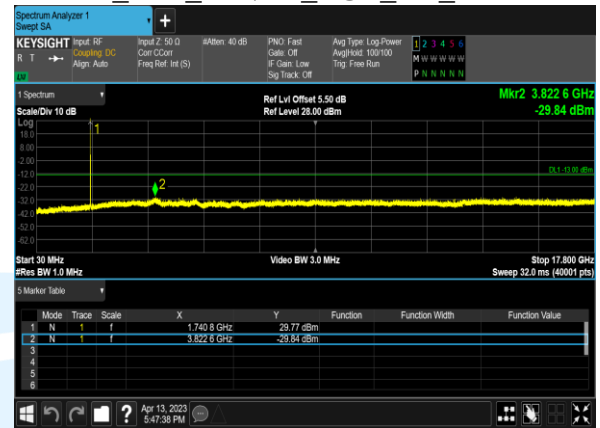 Spectrum Analyzer 1
Swept SA
+
KEYSIGHT Input: RF Input Z: 50 Ω #Atten: 40 dB PNO: Fast Avg Type: Log-Power 1 2 3 4 5 6
R T Coupling: DC Corr CCorr Gate: Off Avg|Hold: 100/100 M W W W W W
Align: Auto Freq Ref: Int (S) IF Gain: Low Trig: Free Run
Sig Track: Off P N N N N N
1 Spectrum Ref Lvl Offset 5.50 dB Mkr2 3.822 6 GHz
Scale/Div 10 dB Ref Level 28.00 dBm -29.84 dBm
Log
18.0 1
8.00
-2.00
-12.0 DL1 -13.00 dBm
-22.0 2
-32.0
-42.0
-52.0
-62.0
Start 30 MHz Video BW 3.0 MHz Stop 17.800 GHz
#Res BW 1.0 MHz Sweep 32.0 ms (40001 pts)
5 Marker Table
Mode Trace Scale X Y Function Function Width Function Value
1 N 1 f 1.740 8 GHz 29.77 dBm
2 N 1 f 3.822 6 GHz -29.84 dBm
3
4
5
6
? Apr 13, 2023
5:47:38 PM